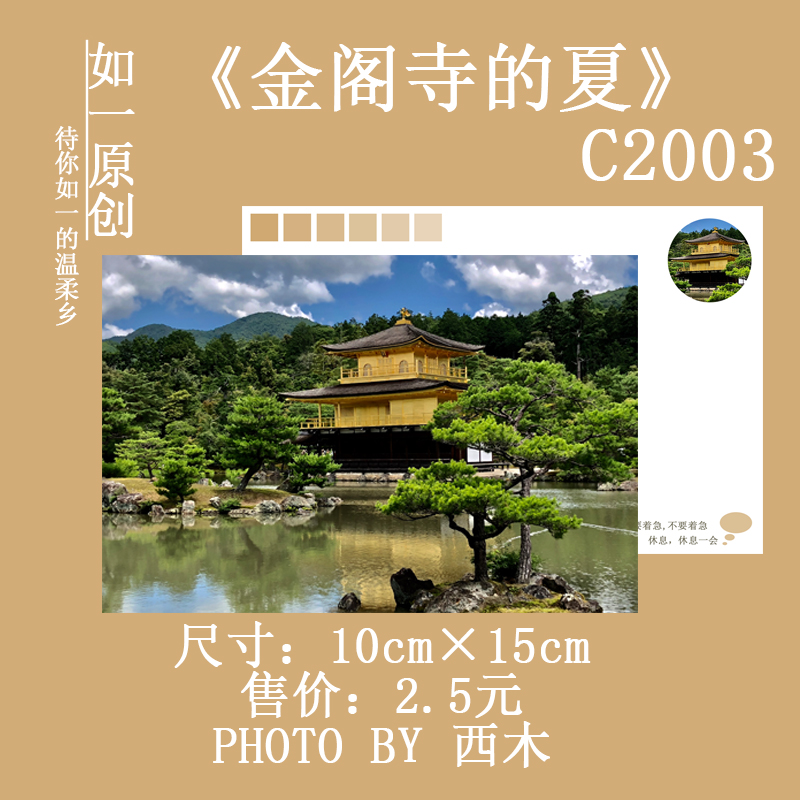 如一原创
待你如一的温柔乡
《金阁寺的夏》
C2003
要着急,不要着急
休息，休息一会
尺寸：10cm×15cm
售价：2.5元
PHOTO BY 西木